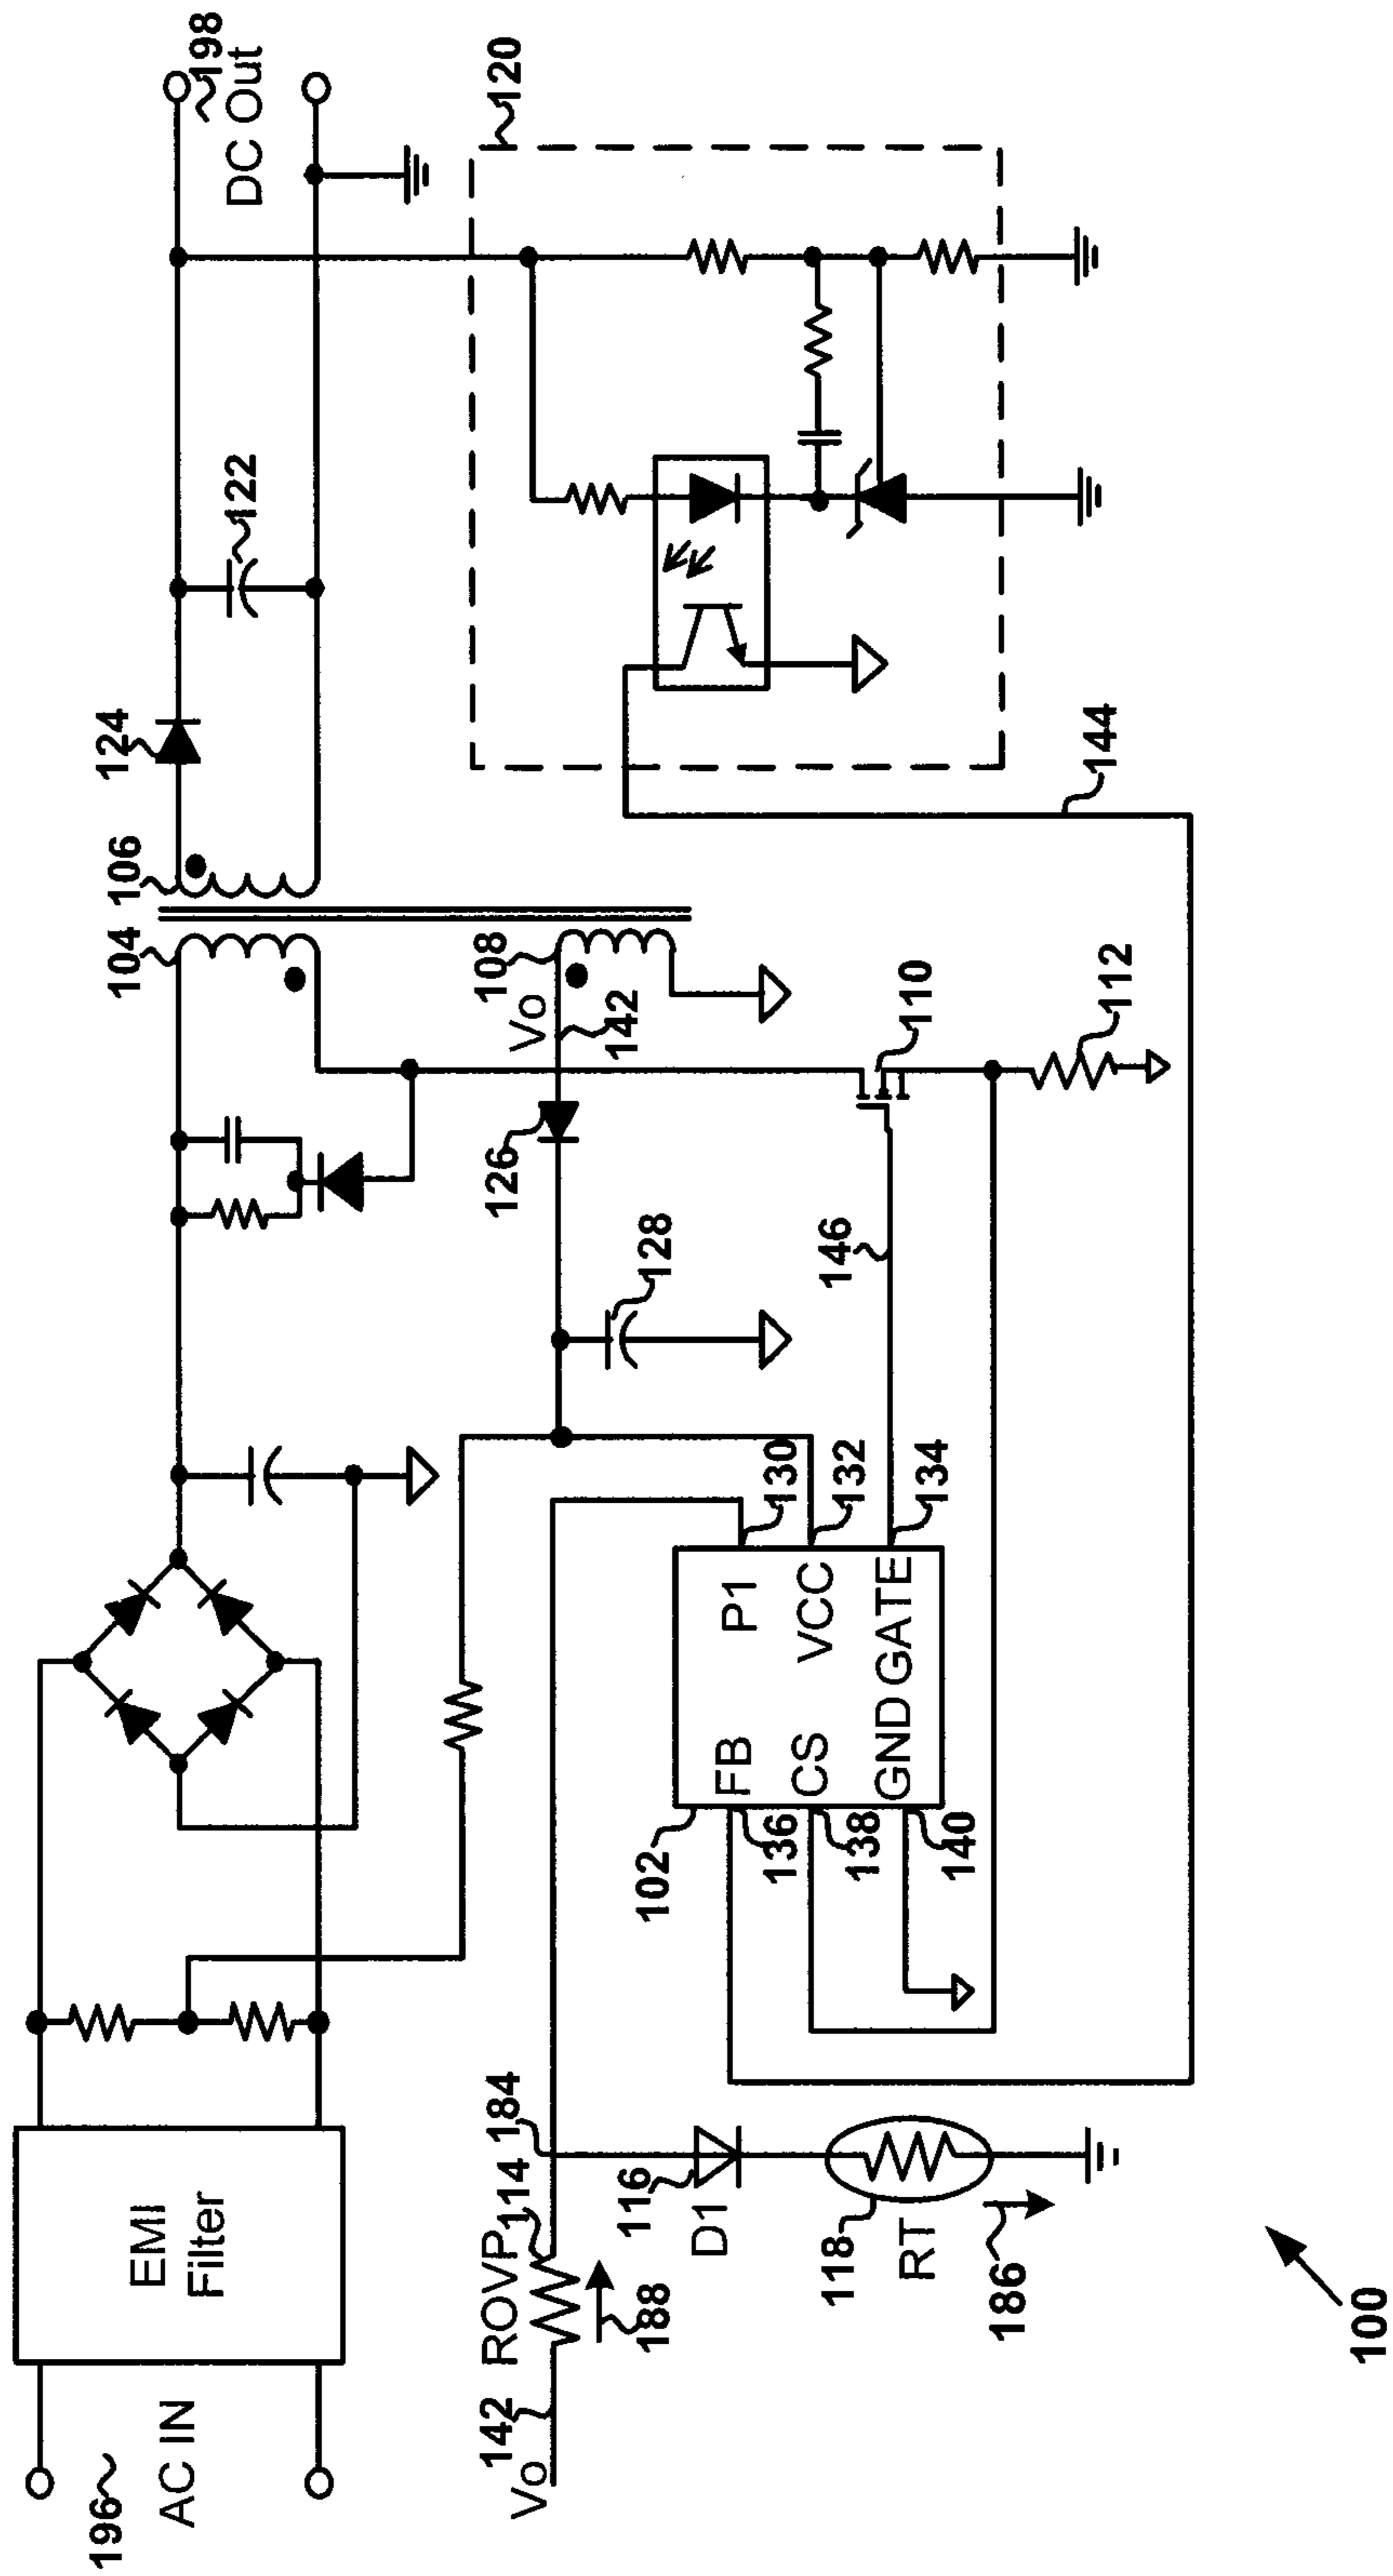 196
AC IN
EMI
Filter
104
106
124
122
198
DC Out
Vo
142
ROVP
114
184
188
116
D1
118
RT
186
102
FB
136
CS
138
GND
140
P1
130
VCC
132
GATE
134
126
128
Vo
142
108
146
110
112
144
120
100